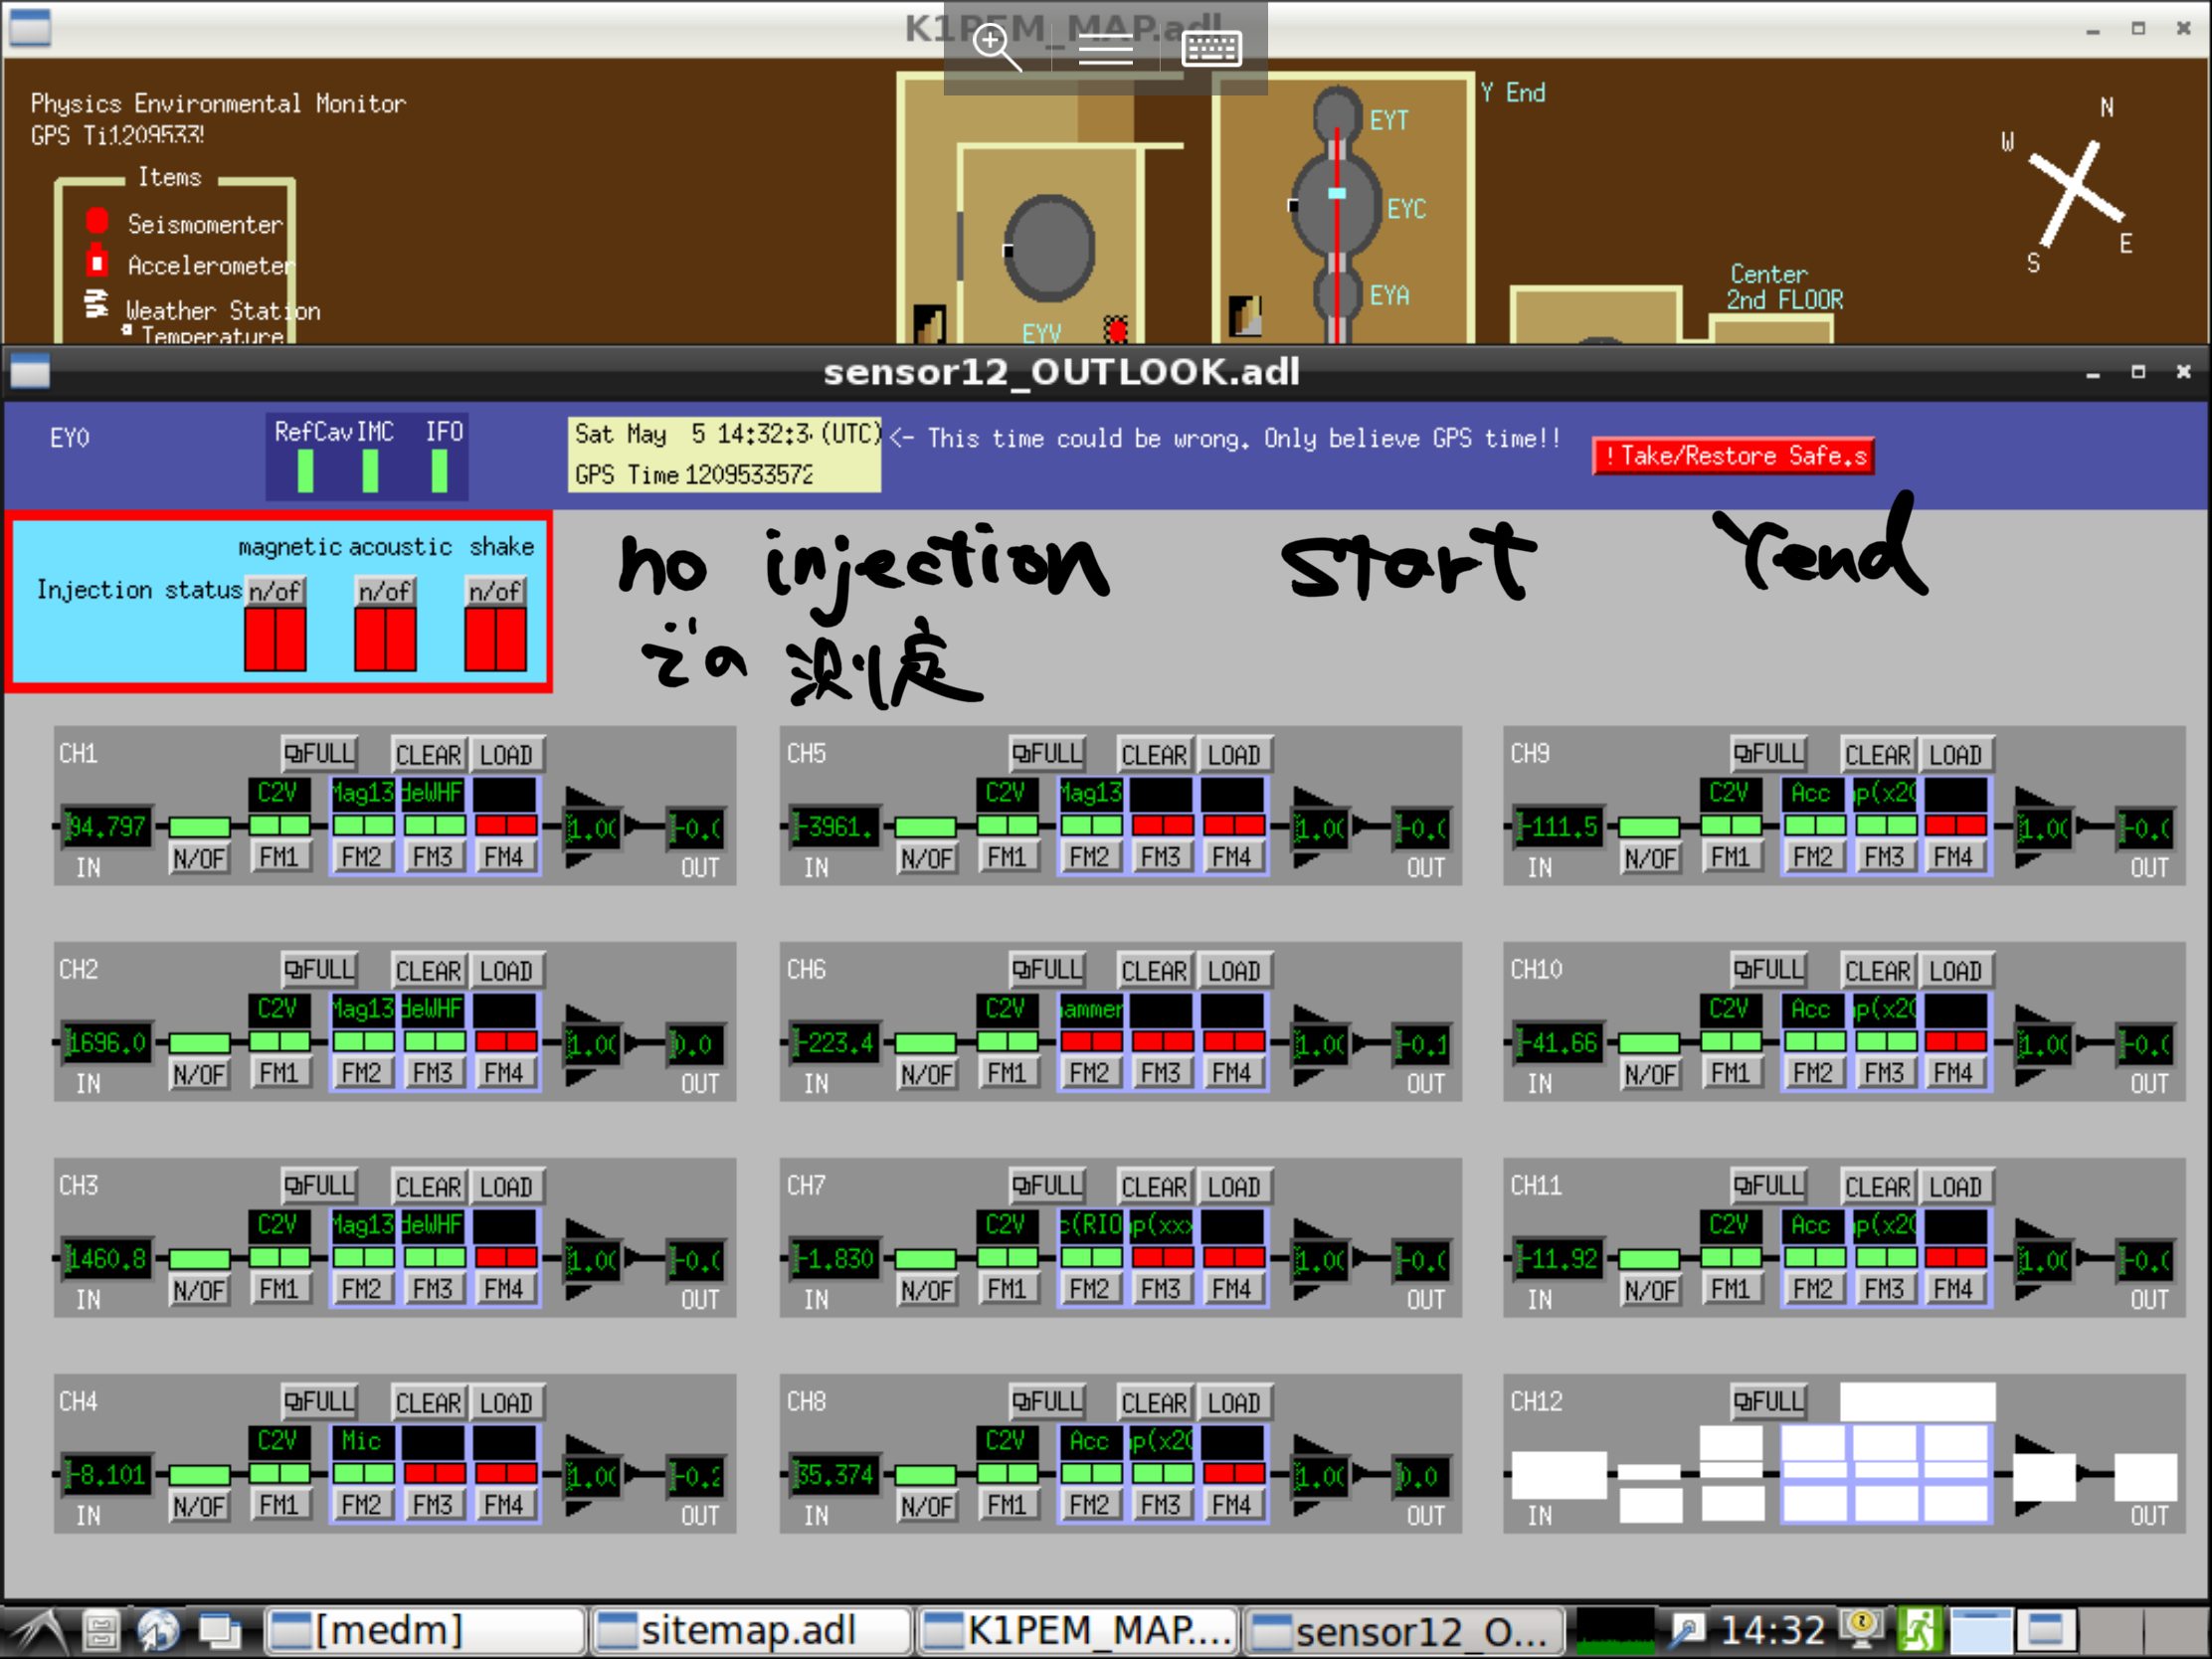 K1PEM_MAP.adl
Physics Environmental Monitor
GPS Ti
Items
Seismomenter
Accelerometer
Weather Station
Temperature
EYV
EYT
EYC
EYA
Y End
Center
2nd FLOOR
N
W
E
S
sensor12_OUTLOOK.adl
EY0
RefCav IMC IFO
Sat May 5 14:32:3 (UTC)
GPS Time 1209533572
<- This time could be wrong. Only believe GPS time!!
!Take/Restore Safe.s
magnetic acoustic shake
Injection status n/of n/of n/of
no injection start Yend
での 測定
CH1 FULL CLEAR LOAD
C2V Mag13 deWHF
94.797 1.0( -0.(
N/OF FM1 FM2 FM3 FM4
IN OUT
CH5 FULL CLEAR LOAD
C2V Mag13
-3961. 1.0( -0.(
N/OF FM1 FM2 FM3 FM4
IN OUT
CH9 FULL CLEAR LOAD
C2V Acc p(x2(
-111.5 1.0( -0.(
N/OF FM1 FM2 FM3 FM4
IN OUT
CH2 FULL CLEAR LOAD
C2V Mag13 deWHF
1696.0 1.0( 0.0
N/OF FM1 FM2 FM3 FM4
IN OUT
CH6 FULL CLEAR LOAD
C2V ammer
-223.4 1.0( -0.1
N/OF FM1 FM2 FM3 FM4
IN OUT
CH10 FULL CLEAR LOAD
C2V Acc p(x2(
-41.66 1.0( -0.(
N/OF FM1 FM2 FM3 FM4
IN OUT
CH3 FULL CLEAR LOAD
C2V Mag13 deWHF
1460.8 1.0( -0.(
N/OF FM1 FM2 FM3 FM4
IN OUT
CH7 FULL CLEAR LOAD
C2V c(RIO p(xxx
-1.830 1.0( -0.(
N/OF FM1 FM2 FM3 FM4
IN OUT
CH11 FULL CLEAR LOAD
C2V Acc p(x2(
-11.92 1.0( -0.(
N/OF FM1 FM2 FM3 FM4
IN OUT
CH4 FULL CLEAR LOAD
C2V Mic
-8.101 1.0( -0.2
N/OF FM1 FM2 FM3 FM4
IN OUT
CH8 FULL CLEAR LOAD
C2V Acc p(x2(
35.374 1.0( 0.0
N/OF FM1 FM2 FM3 FM4
IN OUT
CH12 FULL
IN OUT
[medm] sitemap.adl K1PEM_MAP.... sensor12_O... 14:32